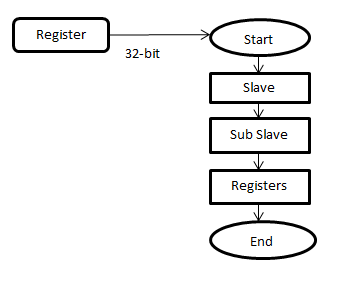 Register
Start
32-bit
Slave
Sub Slave
Registers
End